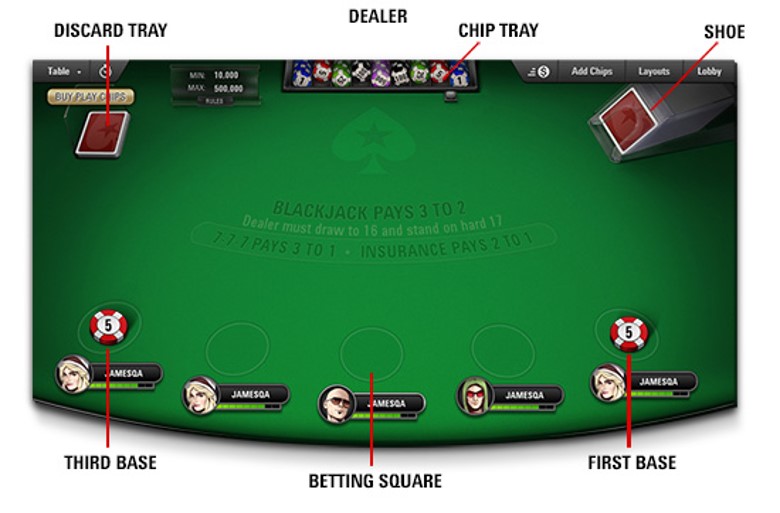 DEALER
DISCARD TRAY
CHIP TRAY
SHOE
Table
MIN: 10,000
MAX: 500,000
RULES
Add Chips
Layouts
Lobby
BUY PLAY CHIPS
BLACKJACK PAYS 3 TO 2
Dealer must draw to 16 and stand on hard 17
7-7-7 PAYS 3 TO 1 • INSURANCE PAYS 2 TO 1
5
5
JAMESQA
JAMESQA
JAMESQA
JAMESQA
JAMESQA
THIRD BASE
BETTING SQUARE
FIRST BASE